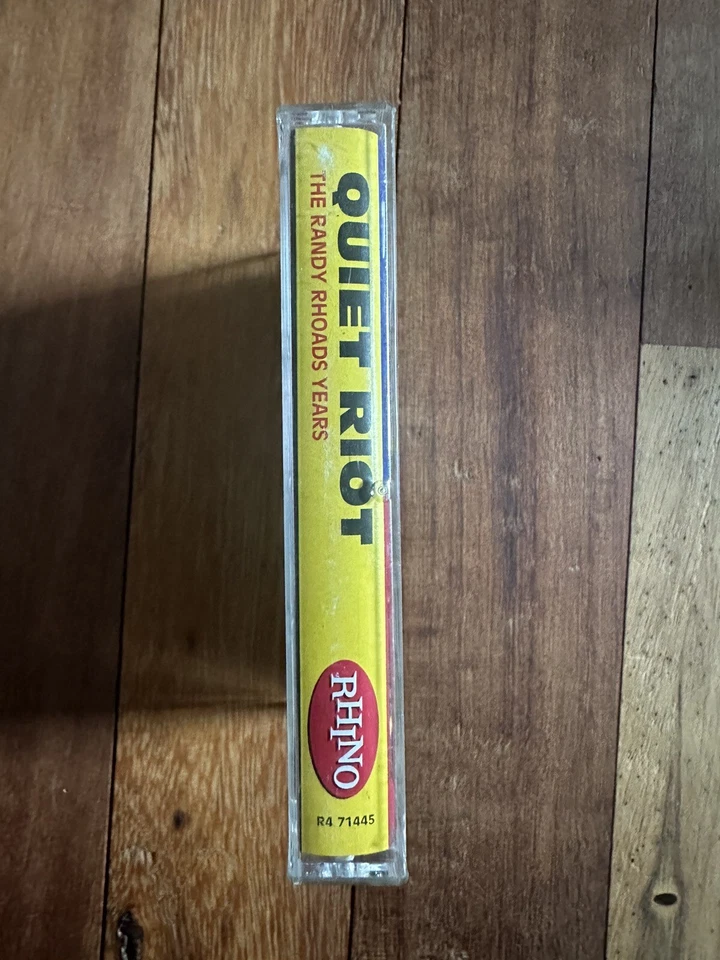 QUIET RIOT
THE RANDY RHOADS YEARS
RHINO
R4 71445